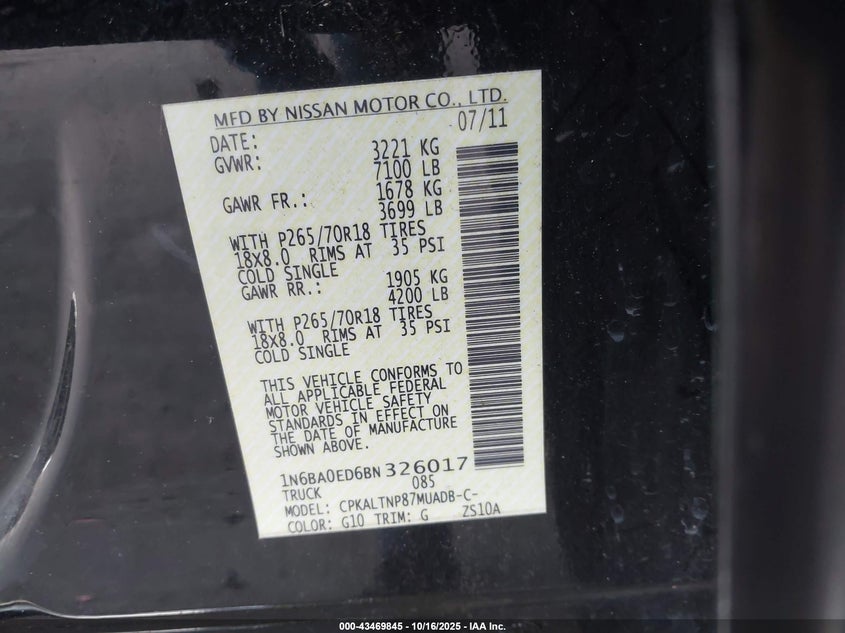 MFD BY NISSAN MOTOR CO., LTD.
DATE: 07/11
GVWR: 3221 KG
7100 LB
GAWR FR.: 1678 KG
3699 LB
WITH P265/70R18 TIRES
18X8.0 RIMS AT 35 PSI
COLD SINGLE
GAWR RR.: 1905 KG
4200 LB
WITH P265/70R18 TIRES
18X8.0 RIMS AT 35 PSI
COLD SINGLE
THIS VEHICLE CONFORMS TO
ALL APPLICABLE FEDERAL
MOTOR VEHICLE SAFETY
STANDARDS IN EFFECT ON
THE DATE OF MANUFACTURE
SHOWN ABOVE.
1N6BA0ED6BN326017
TRUCK 085
MODEL: CPKALTNP87MUADB-C-
COLOR: G10 TRIM: G ZS10A
000-43469845 - 10/16/2025 - IAA Inc.